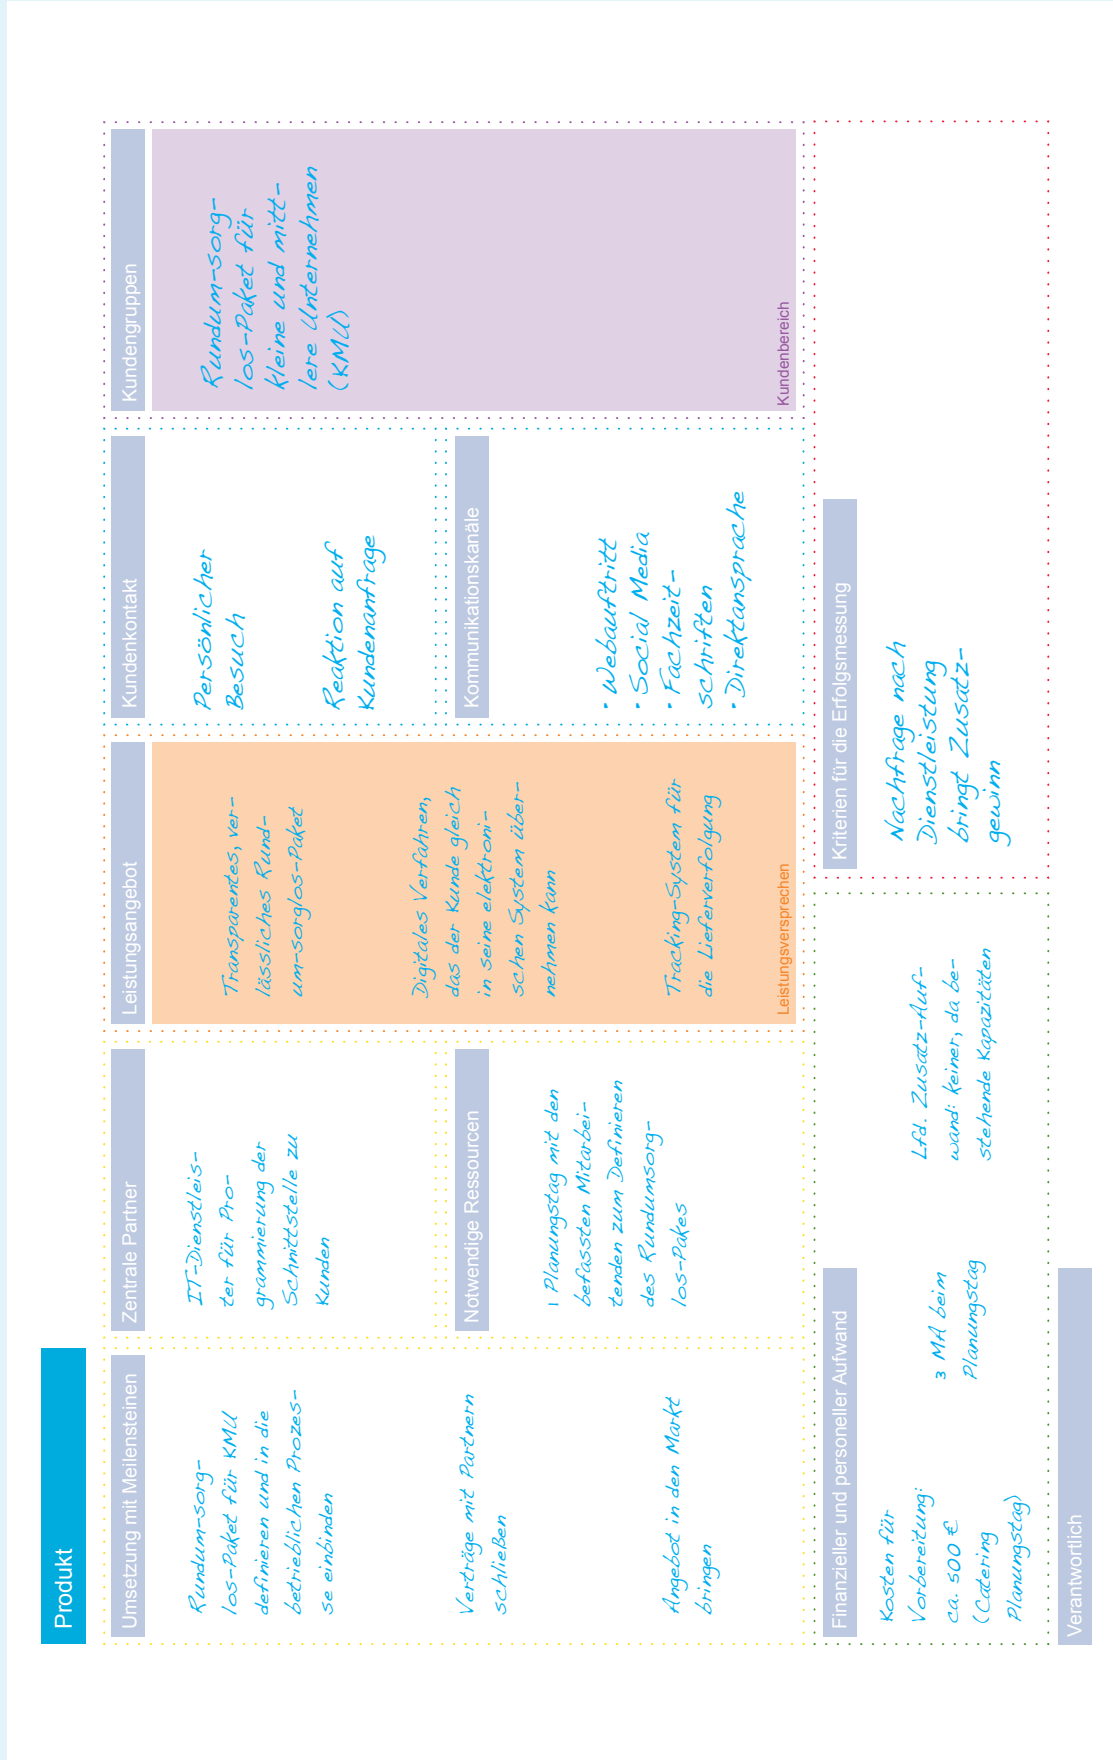 Produkt
Umsetzung mit Meilensteinen
Rundum-sorg-
los-Paket für KMU
definieren und in die
betrieblichen Prozes-
se einbinden
Verträge mit Partnern
schließen
Angebot in den Markt
bringen
Zentrale Partner
IT-Dienstleis-
ter für Pro-
grammierung der
Schnittstelle zu
Kunden
Notwendige Ressourcen
1 Planungstag mit den
befassten Mitarbei-
tenden zum Definieren
des Rundumsorg-
los-Pakes
Leistungsangebot
Transparentes, ver-
lässliches Rund-
um-sorglos-Paket
Digitales Verfahren,
das der Kunde gleich
in seine elektroni-
schen System über-
nehmen kann
Tracking-System für
die Lieferverfolgung
Leistungsversprechen
Kundenkontakt
Persönlicher
Besuch
Reaktion auf
Kundenanfrage
Kommunikationskanäle
• Webauftritt
• Social Media
• Fachzeit-
schriften
• Direktansprache
Kundengruppen
Rundum-sorg-
los-Paket für
kleine und mitt-
lere Unternehmen
(KMU)
Kundenbereich
Finanzieller und personeller Aufwand
Kosten für
Vorbereitung:
ca. 500 €
(Catering
Planungstag)
3 MA beim
Planungstag
Lfd. Zusatz-Auf-
wand: keiner, da be-
stehende Kapazitäten
Kriterien für die Erfolgsmessung
Nachfrage nach
Dienstleistung
bringt Zusatz-
gewinn
Verantwortlich